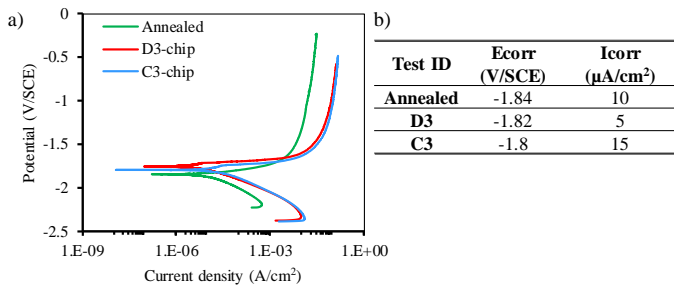 a)
Annealed
D3-chip
C3-chip
Potential (V/SCE)
0
-0.5
-1
-1.5
-2
-2.5
1.E-09 1.E-06 1.E-03 1.E+00
Current density (A/cm²)
b)
Test ID Ecorr (V/SCE) Icorr (µA/cm²)
Annealed -1.84 10
D3 -1.82 5
C3 -1.8 15